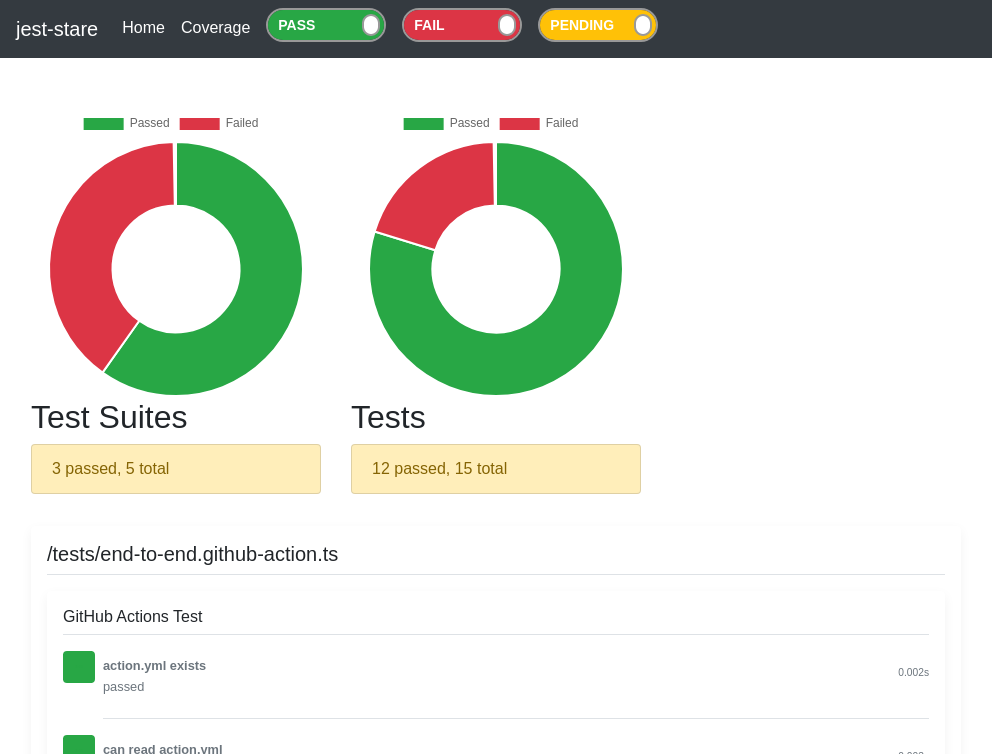 jest-stare Home Coverage PASS FAIL PENDING
Passed Failed Passed Failed
Test Suites Tests
3 passed, 5 total 12 passed, 15 total
/tests/end-to-end.github-action.ts
GitHub Actions Test
action.yml exists 0.002s
passed
can read action.yml